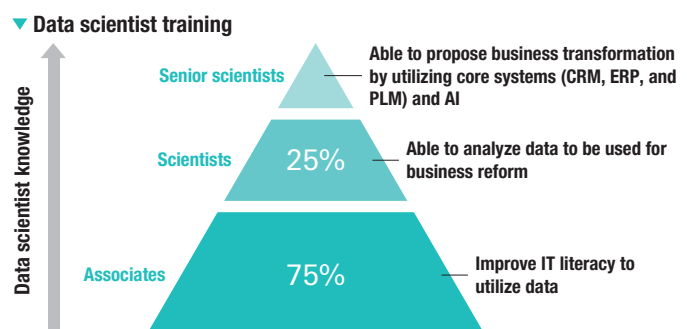 ▼ Data scientist training
Data scientist knowledge
Senior scientists
Able to propose business transformation
by utilizing core systems (CRM, ERP, and
PLM) and AI
Scientists
25%
Able to analyze data to be used for
business reform
Associates
75%
Improve IT literacy to
utilize data